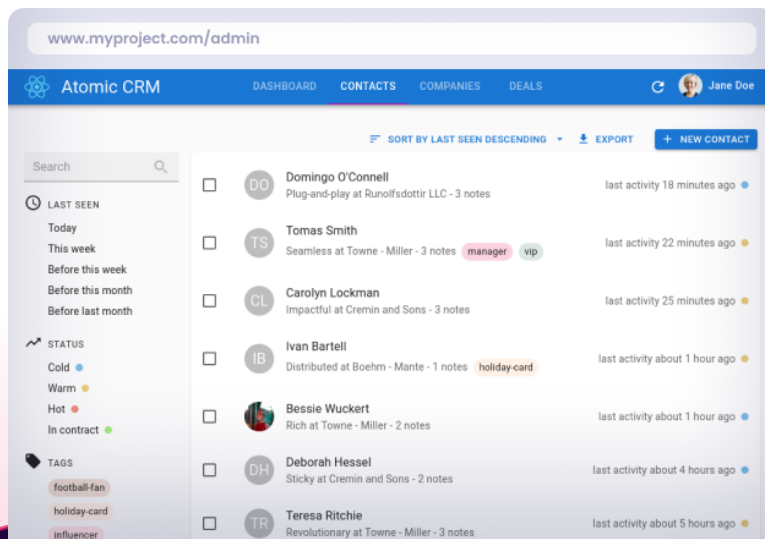 www.myproject.com/admin
Atomic CRM
DASHBOARD CONTACTS COMPANIES DEALS
Jane Doe
SORT BY LAST SEEN DESCENDING
EXPORT
+ NEW CONTACT
Search
LAST SEEN
Today
This week
Before this week
Before this month
Before last month
STATUS
Cold
Warm
Hot
In contract
TAGS
football-fan
holiday-card
influencer
DO
Domingo O'Connell
Plug-and-play at Runolfsdottir LLC - 3 notes
last activity 18 minutes ago
TS
Tomas Smith
Seamless at Towne - Miller - 3 notes manager vip
last activity 22 minutes ago
CL
Carolyn Lockman
Impactful at Cremin and Sons - 3 notes
last activity 25 minutes ago
IB
Ivan Bartell
Distributed at Boehm - Mante - 1 notes holiday-card
last activity about 1 hour ago
Bessie Wuckert
Rich at Towne - Miller - 2 notes
last activity about 1 hour ago
DH
Deborah Hessel
Sticky at Cremin and Sons - 2 notes
last activity about 4 hours ago
TR
Teresa Ritchie
Revolutionary at Towne - Miller - 3 notes
last activity about 5 hours ago